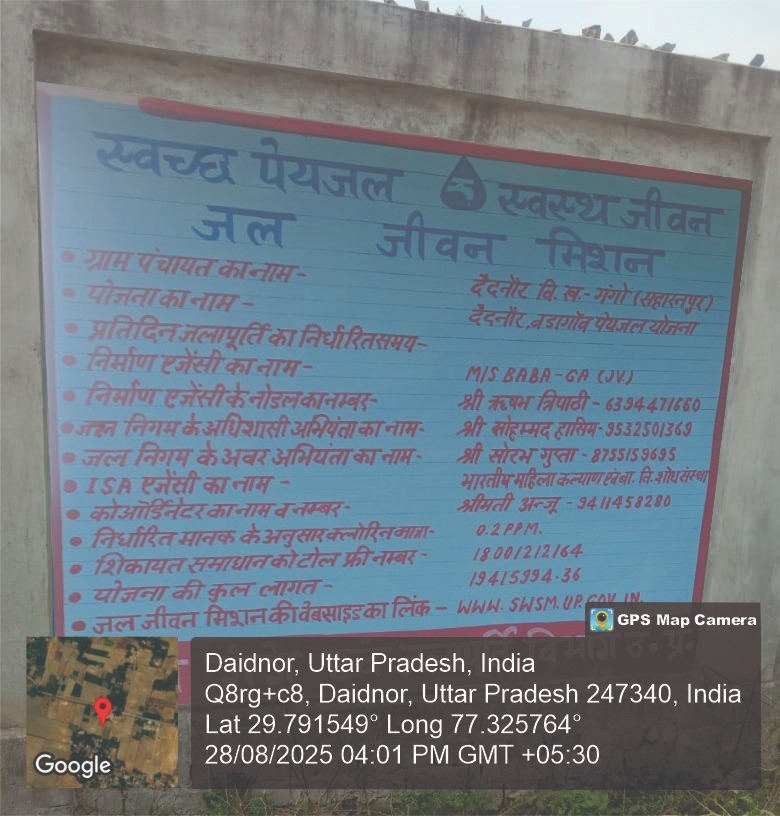 स्वच्छ पेयजल स्वस्थ जीवन
जल जीवन मिशन
• ग्राम पंचायत का नाम- दैदनौर वि.ख.- गंगो (सहारनपुर)
• योजना का नाम - दैदनौर, बडागाँव पेयजल योजना
• प्रतिदिन जलापूर्ति का निर्धारित समय-
• निर्माण एजेंसी का नाम- M/S BABA-GA (JV.)
• निर्माण एजेंसी के नोडल का नम्बर- श्री ऋषभ त्रिपाठी - 6394471660
• जल निगम के अधिशासी अभियंता का नाम- श्री मोहम्मद हासिम- 9532501369
• जल निगम के अवर अभियंता का नाम- श्री सोरभ गुप्ता - 8755159695
• ISA एजेंसी का नाम - भारतीय महिला कल्याण एंव बा. वि. शोध संस्था
• कोऑर्डिनेटर का नाम व नम्बर- श्रीमती अन्जू - 9411458280
• निर्धारित मानक के अनुसार क्लोरिन मात्रा- 0.2 PPM.
• शिकायत समाधान को टोल फ्री नम्बर- 18001212164
• योजना की कुल लागत - 19415994.36
• जल जीवन मिशन की वेबसाइड का लिंक - WWW.SWSM.UP.GOV.IN
GPS Map Camera
Daidnor, Uttar Pradesh, India
Q8rg+c8, Daidnor, Uttar Pradesh 247340, India
Lat 29.791549° Long 77.325764°
28/08/2025 04:01 PM GMT +05:30
Google